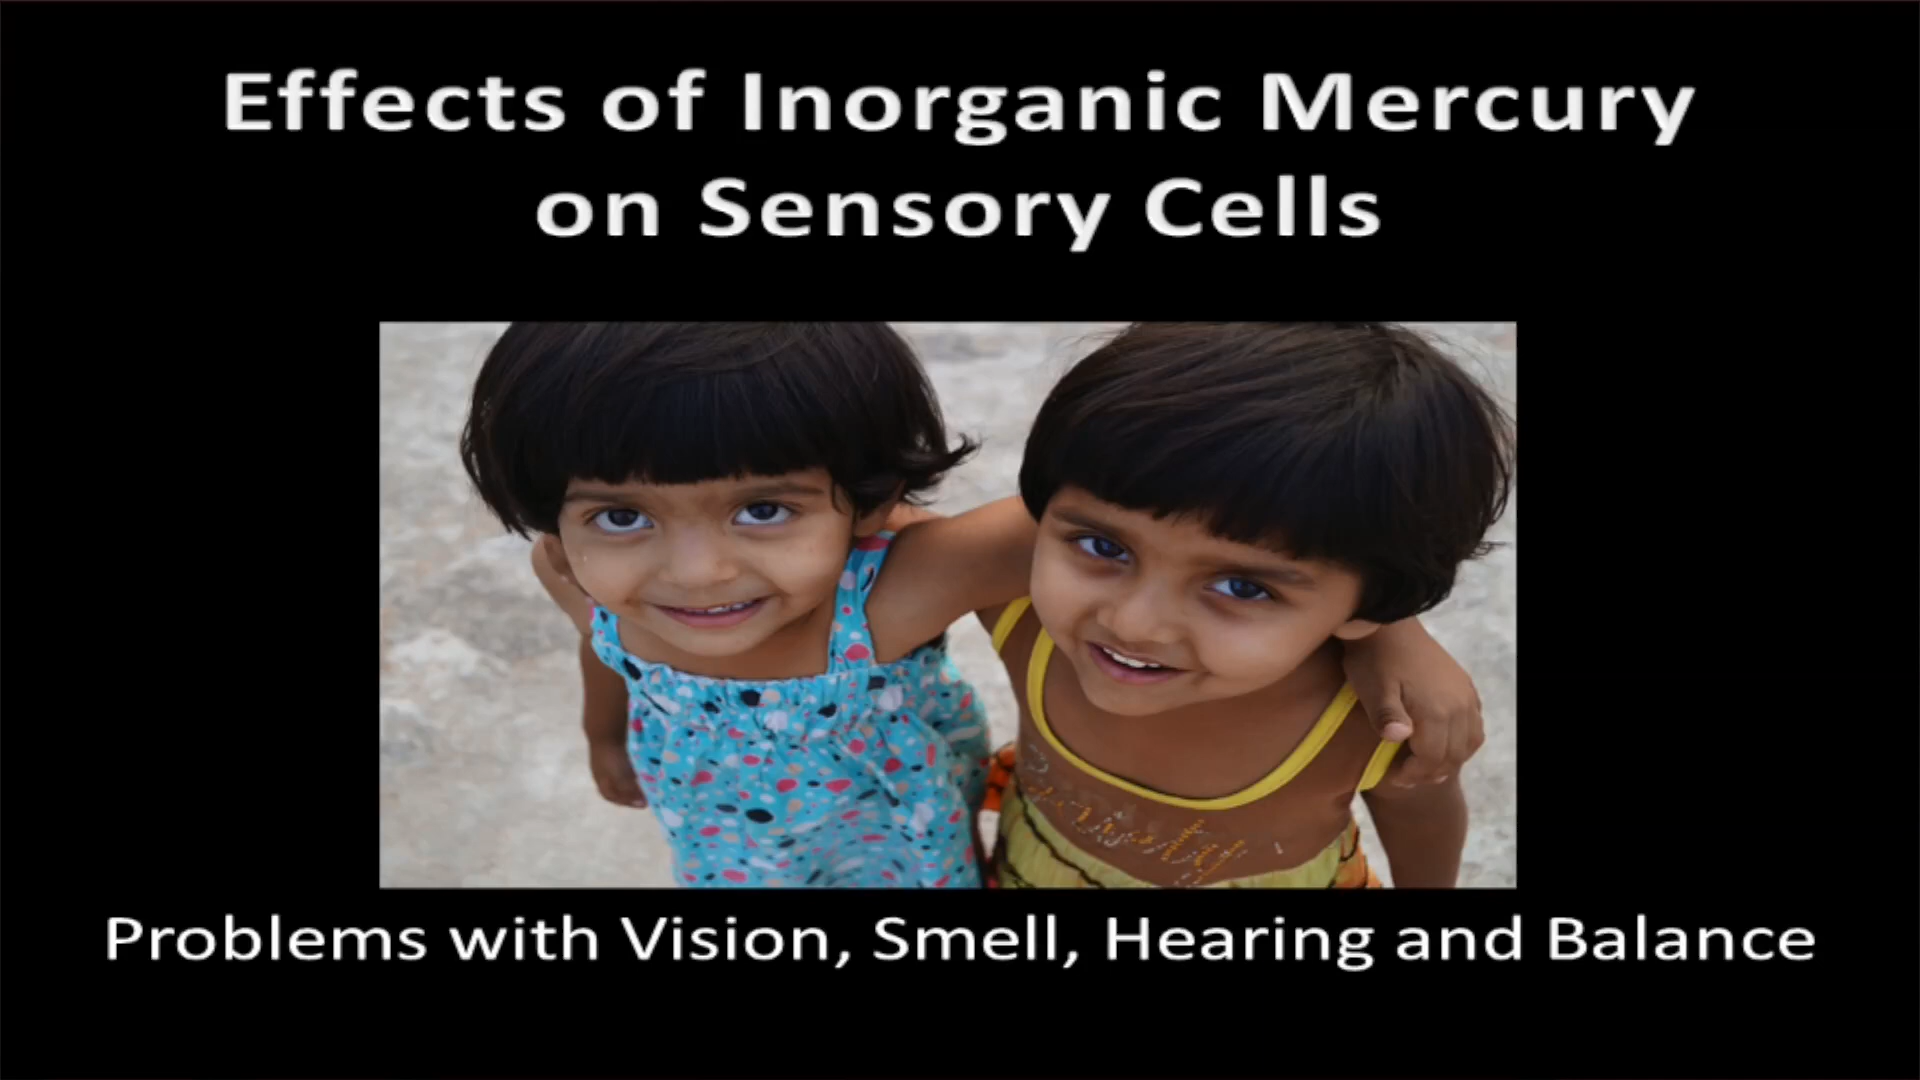 Effects of Inorganic Mercury
on Sensory Cells
Problems with Vision, Smell, Hearing and Balance